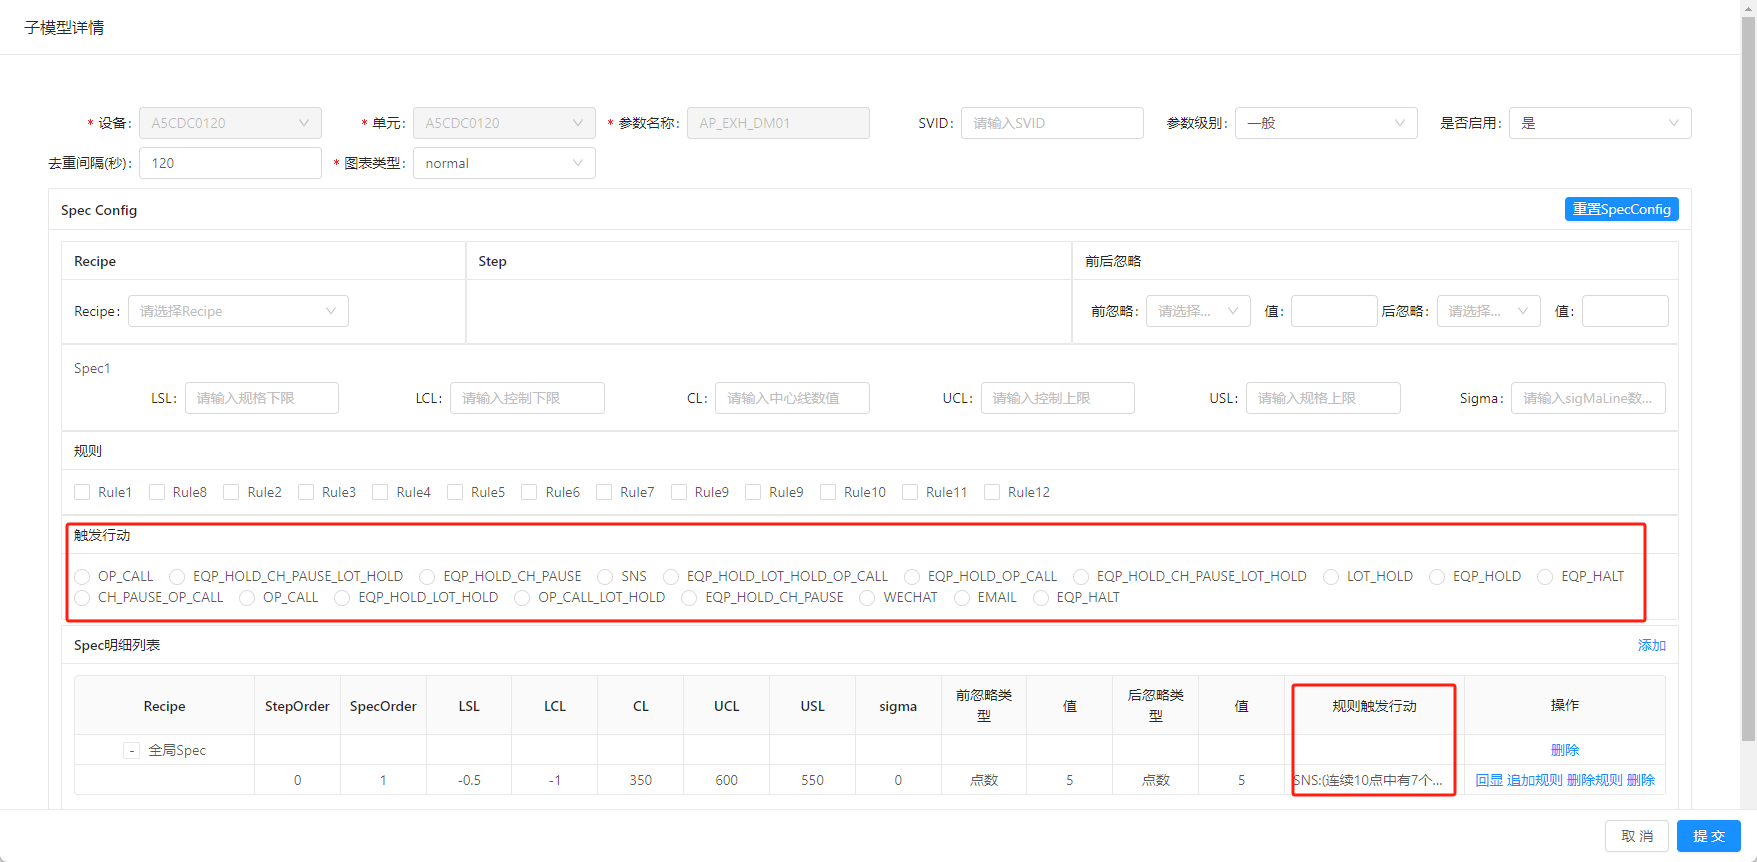 子模型详情
* 设备: A5CDC0120 * 单元: A5CDC0120 * 参数名称: AP_EXH_DM01 SVID: 请输入SVID 参数级别: 一般 是否启用: 是
去重间隔(秒): 120 * 图表类型: normal
Spec Config 重置SpecConfig
Recipe Step 前后忽略
Recipe: 请选择Recipe 前忽略: 请选择... 值: 后忽略: 请选择... 值:
Spec1
LSL: 请输入规格下限 LCL: 请输入控制下限 CL: 请输入中心线数值 UCL: 请输入控制上限 USL: 请输入规格上限 Sigma: 请输入sigMaLine数...
规则
Rule1 Rule8 Rule2 Rule3 Rule4 Rule5 Rule6 Rule7 Rule9 Rule9 Rule10 Rule11 Rule12
触发行动
OP_CALL EQP_HOLD_CH_PAUSE_LOT_HOLD EQP_HOLD_CH_PAUSE SNS EQP_HOLD_LOT_HOLD_OP_CALL EQP_HOLD_OP_CALL EQP_HOLD_CH_PAUSE_LOT_HOLD LOT_HOLD EQP_HOLD EQP_HALT
CH_PAUSE_OP_CALL OP_CALL EQP_HOLD_LOT_HOLD OP_CALL_LOT_HOLD EQP_HOLD_CH_PAUSE WECHAT EMAIL EQP_HALT
Spec明细列表 添加
Recipe StepOrder SpecOrder LSL LCL CL UCL USL sigma 前忽略类型 值 后忽略类型 值 规则触发行动 操作
- 全局Spec 删除
0 1 -0.5 -1 350 600 550 0 点数 5 点数 5 SNS:(连续10点中有7个... 回显 追加规则 删除规则 删除
取 消 提 交